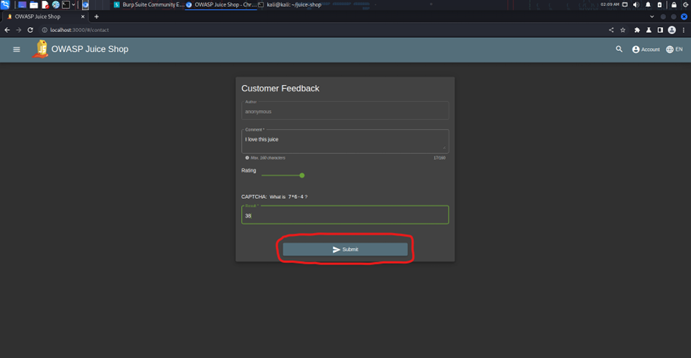 Burp Suite Community E...
OWASP Juice Shop - Chr...
kali@kali: ~/juice-shop
OWASP Juice Shop
localhost:3000/#/contact
OWASP Juice Shop
Account
EN
Customer Feedback
Author
anonymous
Comment *
I love this juice
Max. 160 characters
17/160
Rating
CAPTCHA: What is 7*6-4 ?
Result *
38
Submit